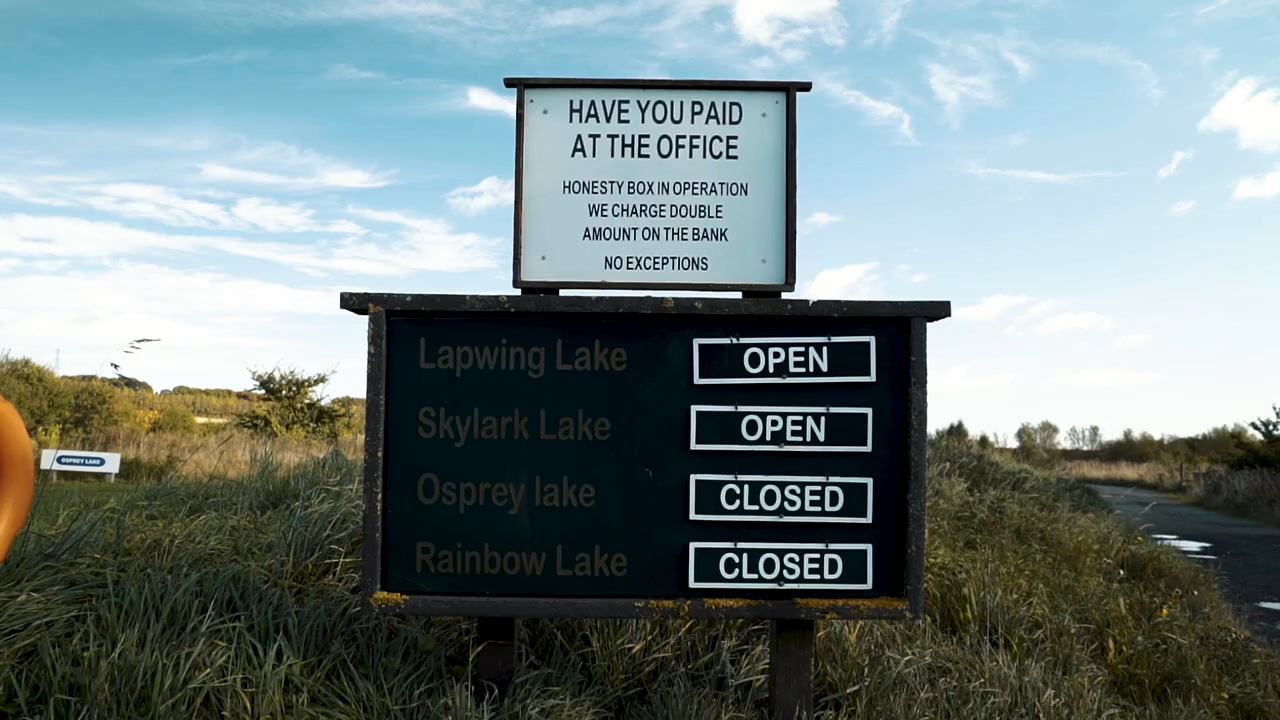 HAVE YOU PAID
AT THE OFFICE
HONESTY BOX IN OPERATION
WE CHARGE DOUBLE
AMOUNT ON THE BANK
NO EXCEPTIONS
Lapwing Lake OPEN
Skylark Lake OPEN
Osprey lake CLOSED
Rainbow Lake CLOSED
OSPREY LAKE